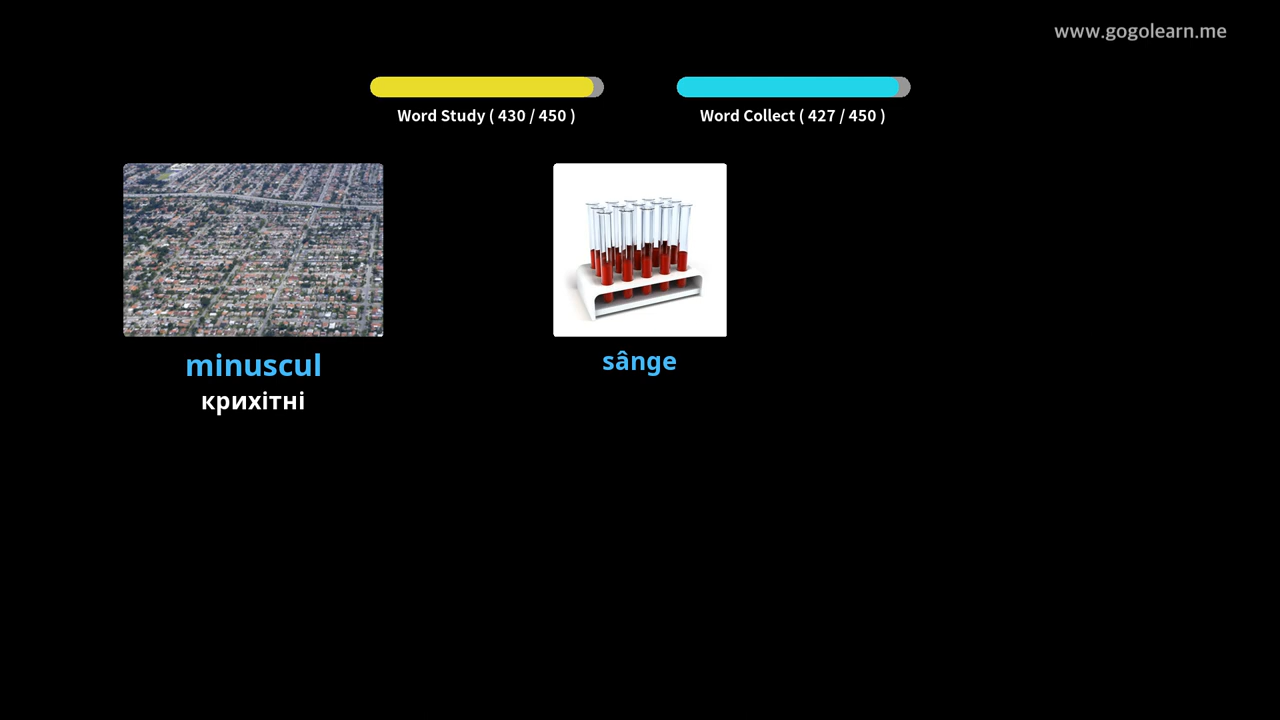 www.gogolearn.me
Word Study ( 430 / 450 )
Word Collect ( 427 / 450 )
minuscul
крихітні
sânge